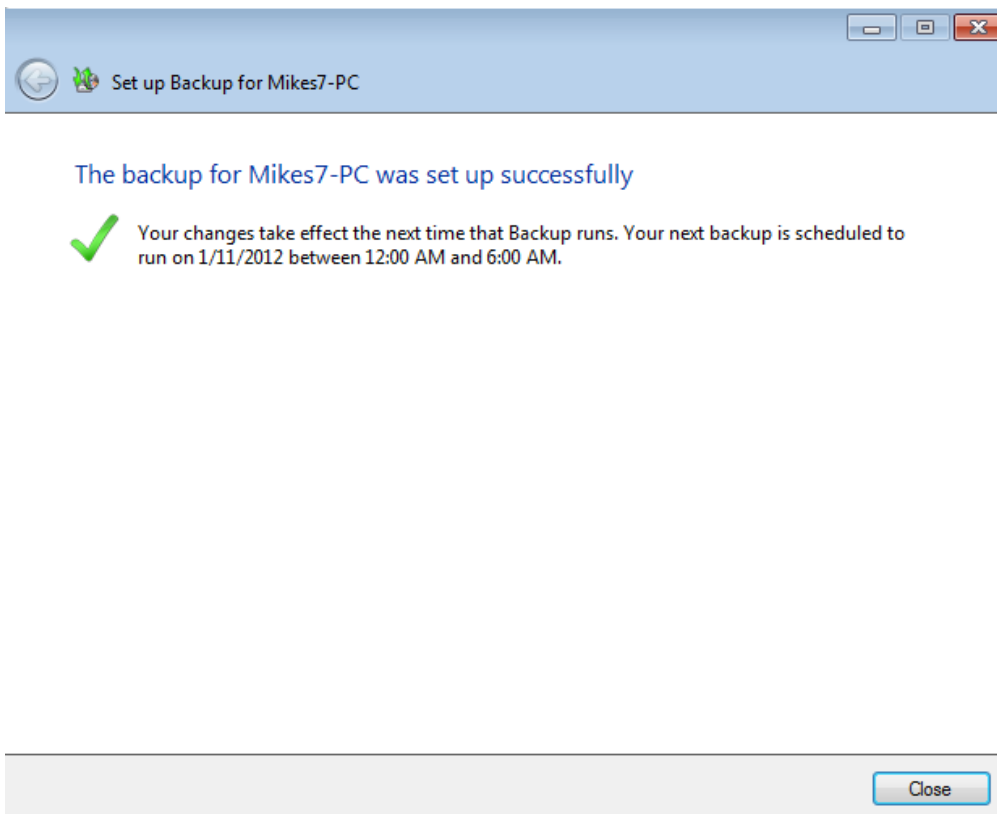 Set up Backup for Mikes7-PC
The backup for Mikes7-PC was set up successfully
Your changes take effect the next time that Backup runs. Your next backup is scheduled to
run on 1/11/2012 between 12:00 AM and 6:00 AM.
Close